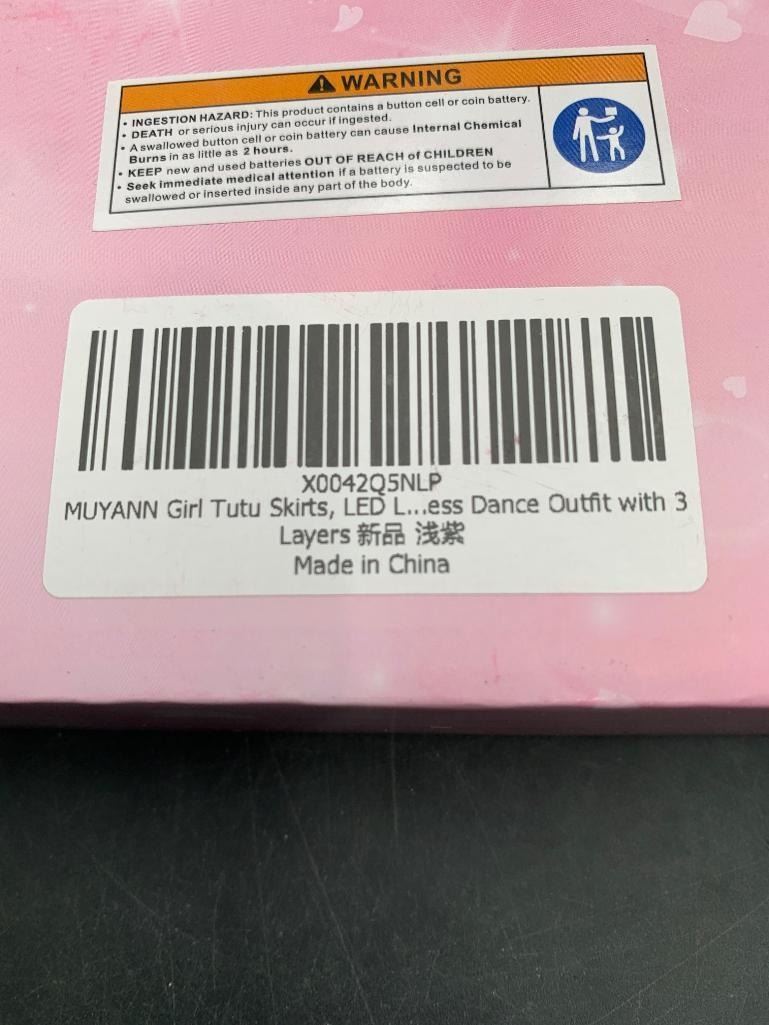 ⚠ WARNING
• INGESTION HAZARD: This product contains a button cell or coin battery.
• DEATH or serious injury can occur if ingested.
• A swallowed button cell or coin battery can cause Internal Chemical
Burns in as little as 2 hours.
• KEEP new and used batteries OUT OF REACH of CHILDREN
• Seek immediate medical attention if a battery is suspected to be
swallowed or inserted inside any part of the body.
X0042Q5NLP
MUYANN Girl Tutu Skirts, LED L...ess Dance Outfit with 3
Layers 新品 浅紫
Made in China